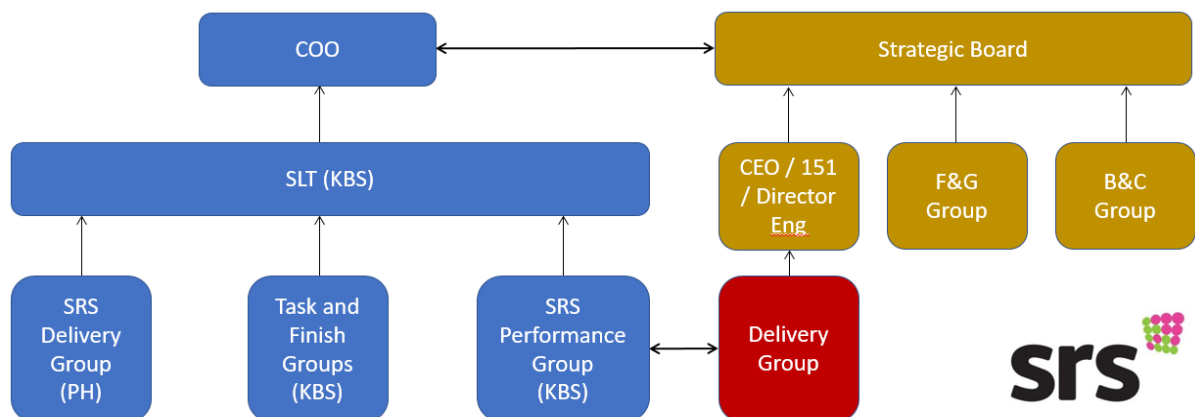 COO
Strategic Board
SLT (KBS)
CEO / 151
/ Director
Eng
F&G
Group
B&C
Group
SRS
Delivery
Group
(PH)
Task and
Finish
Groups
(KBS)
SRS
Performance
Group
(KBS)
Delivery
Group
srs